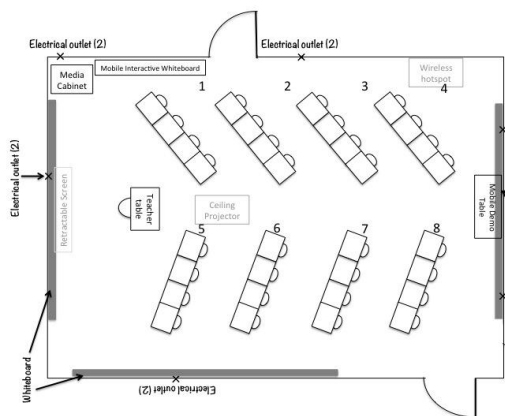 Electrical outlet (2)
Electrical outlet (2)
Media
Cabinet
Mobile Interactive Whiteboard
Wireless
hotspot
1
2
3
4
Electrical outlet (2)
Retractable Screen
Teacher
table
Ceiling
Projector
Mobile Demo
Table
5
6
7
8
Whiteboard
Electrical outlet (2)